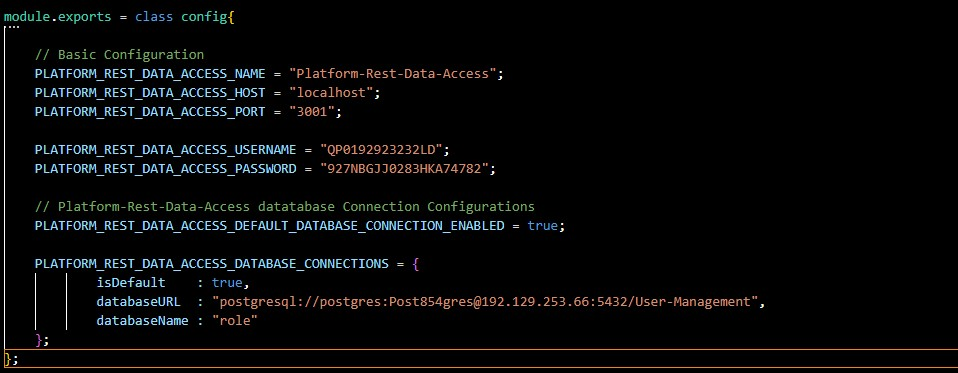 module.exports = class config{
// Basic Configuration
PLATFORM_REST_DATA_ACCESS_NAME = "Platform-Rest-Data-Access";
PLATFORM_REST_DATA_ACCESS_HOST = "localhost";
PLATFORM_REST_DATA_ACCESS_PORT = "3001";
PLATFORM_REST_DATA_ACCESS_USERNAME = "QP0192923232LD";
PLATFORM_REST_DATA_ACCESS_PASSWORD = "927NBGJJ0283HKA74782";
// Platform-Rest-Data-Access datatabase Connection Configurations
PLATFORM_REST_DATA_ACCESS_DEFAULT_DATABASE_CONNECTION_ENABLED = true;
PLATFORM_REST_DATA_ACCESS_DATABASE_CONNECTIONS = {
isDefault    : true,
databaseURL  : "postgresql://postgres:Post854gres@192.129.253.66:5432/User-Management",
databaseName : "role"
};
};